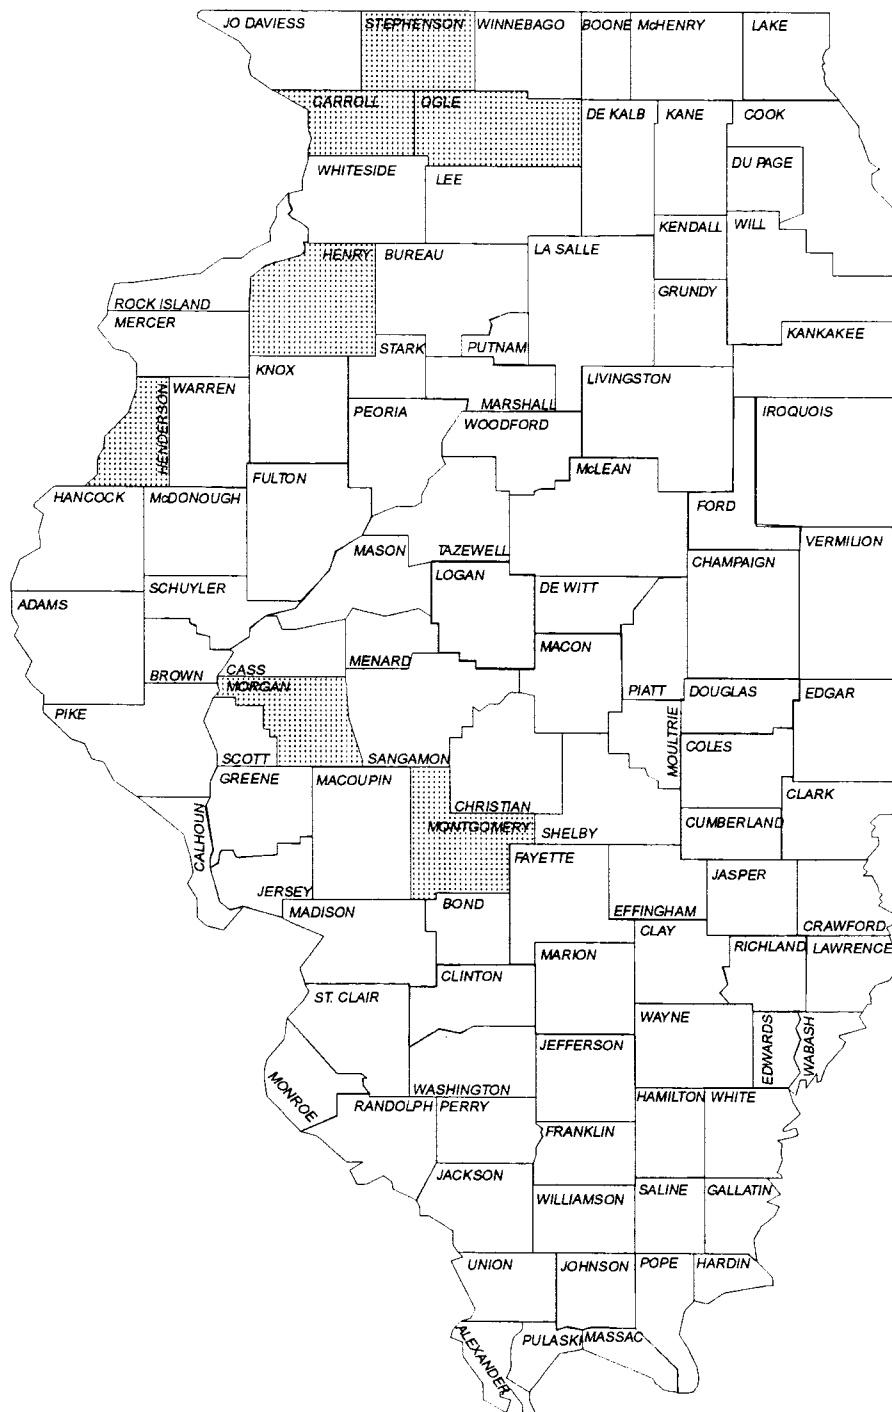 JO DAVIESS STEPHENSON WINNEBAGO BOONE McHENRY LAKE
CARROLL OGLE DE KALB KANE COOK
DU PAGE
WHITESIDE LEE
KENDALL WILL
HENRY BUREAU LA SALLE
GRUNDY
ROCK ISLAND
MERCER KANKAKEE
STARK PUTNAM
KNOX LIVINGSTON
WARREN
HENDERSON
PEORIA MARSHALL IROQUOIS
WOODFORD
McLEAN
FULTON
HANCOCK McDONOUGH FORD
VERMILION
MASON TAZEWELL
CHAMPAIGN
LOGAN
SCHUYLER DE WITT
ADAMS
MACON
MENARD
BROWN CASS
MORGAN PIATT DOUGLAS EDGAR
PIKE
MOULTRIE
COLES
SCOTT SANGAMON
GREENE MACOUPIN
CLARK
CHRISTIAN
CALHOUN
MONTGOMERY SHELBY CUMBERLAND
FAYETTE
JASPER
JERSEY
BOND
MADISON EFFINGHAM
CLAY CRAWFORD
RICHLAND LAWRENCE
MARION
CLINTON
ST. CLAIR
WAYNE
EDWARDS
WABASH
JEFFERSON
MONROE
WASHINGTON
RANDOLPH PERRY HAMILTON WHITE
FRANKLIN
JACKSON
SALINE GALLATIN
WILLIAMSON
UNION JOHNSON POPE HARDIN
ALEXANDER
PULASKI MASSAC